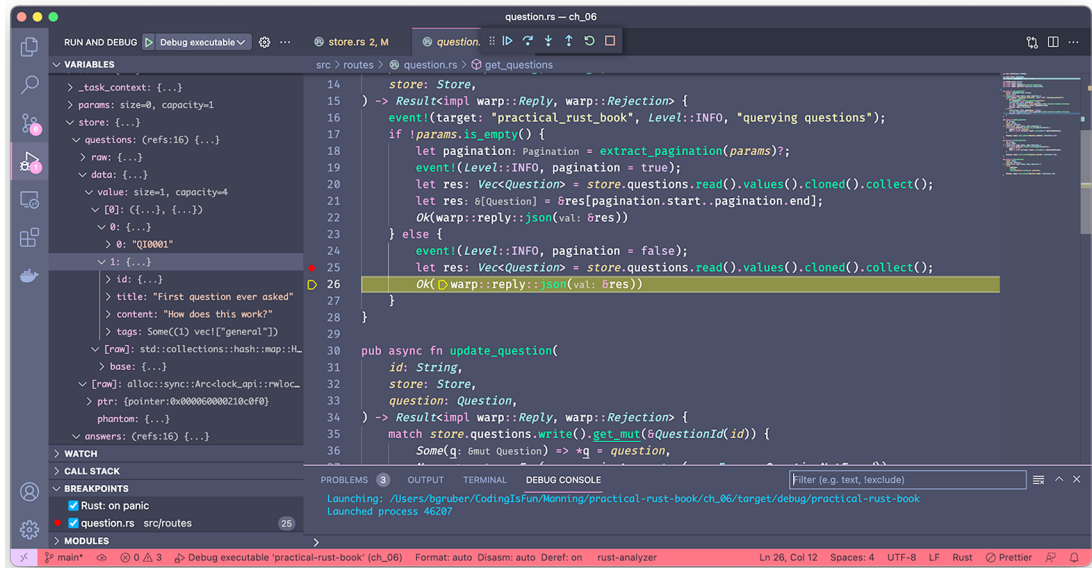 question.rs — ch_06
RUN AND DEBUG Debug executable
store.rs 2, M
question.
VARIABLES
src > routes > question.rs > get_questions
> _task_context: {...}
> params: size=0, capacity=1
store: {...}
questions: (refs:16) {...}
> raw: {...}
data: {...}
value: size=1, capacity=4
[0]: ({...}, {...})
0: {...}
> 0: "QI0001"
1: {...}
> id: {...}
> title: "First question ever asked"
> content: "How does this work?"
> tags: Some((1) vec!["general"])
[raw]: std::collections::hash::map::H…
> base: {...}
[raw]: alloc::sync::Arc<lock_api::rwloc…
> ptr: {pointer:0x000060000210c0f0}
phantom: {...}
answers: (refs:16) {...}
> WATCH
> CALL STACK
BREAKPOINTS
Rust: on panic
question.rs src/routes 25
> MODULES
14 store: Store,
15 ) -> Result<impl warp::Reply, warp::Rejection> {
16 event!(target: "practical_rust_book", Level::INFO, "querying questions");
17 if !params.is_empty() {
18 let pagination: Pagination = extract_pagination(params)?;
19 event!(Level::INFO, pagination = true);
20 let res: Vec<Question> = store.questions.read().values().cloned().collect();
21 let res: &[Question] = &res[pagination.start..pagination.end];
22 Ok(warp::reply::json(val: &res))
23 } else {
24 event!(Level::INFO, pagination = false);
25 let res: Vec<Question> = store.questions.read().values().cloned().collect();
26 Ok(warp::reply::json(val: &res))
27 }
28 }
29
30 pub async fn update_question(
31 id: String,
32 store: Store,
33 question: Question,
34 ) -> Result<impl warp::Reply, warp::Rejection> {
35 match store.questions.write().get_mut(&QuestionId(id)) {
36 Some(q: &mut Question) => *q = question,
PROBLEMS 3 OUTPUT TERMINAL DEBUG CONSOLE
Filter (e.g. text, !exclude)
Launching: /Users/bgruber/CodingIsFun/Manning/practical-rust-book/ch_06/target/debug/practical-rust-book
Launched process 46207
main* 0 3 Debug executable 'practical-rust-book' (ch_06) Format: auto Disasm: auto Deref: on rust-analyzer
Ln 26, Col 12 Spaces: 4 UTF-8 LF Rust Prettier